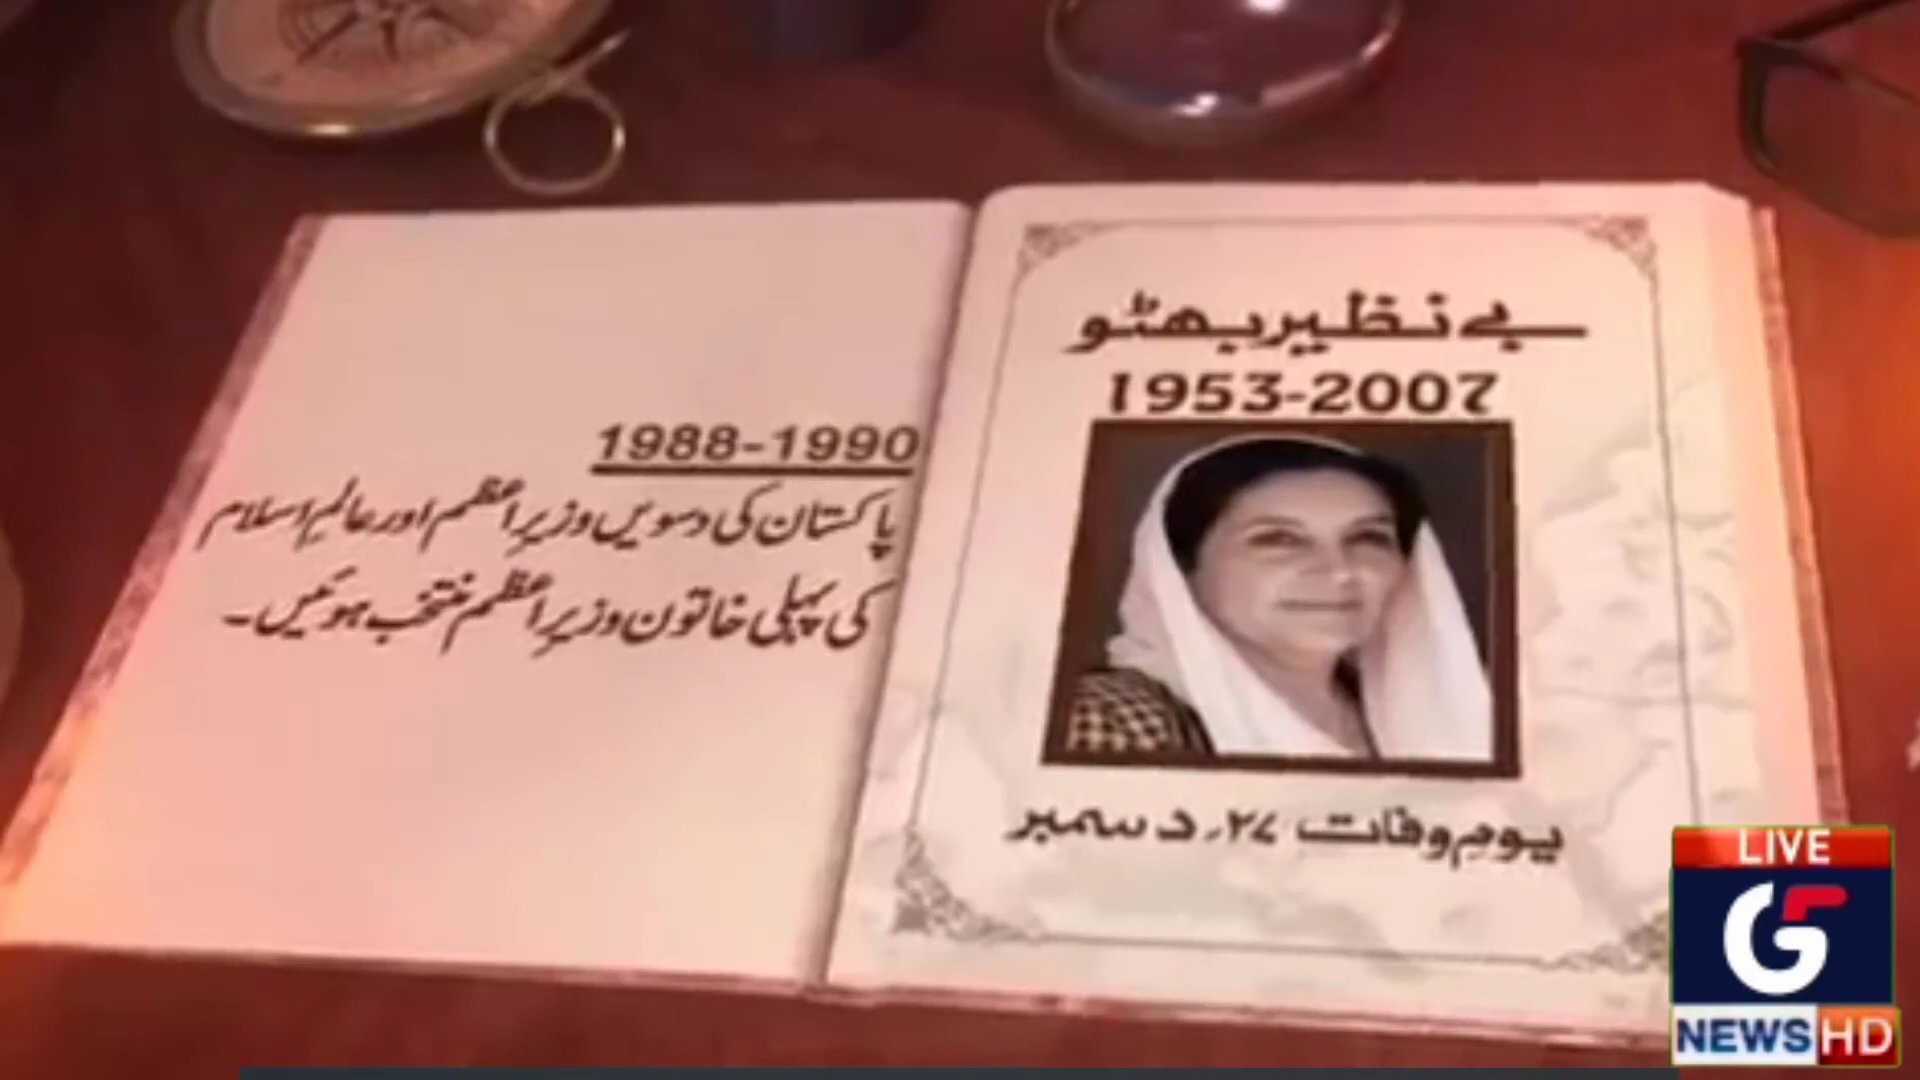 بے نظیر بھٹو
1953-2007
یومِ وفات ۲۷؍ دسمبر
1988-1990
پاکستان کی دسویں وزیرِ اعظم اور عالمِ اسلام
کی پہلی خاتون وزیرِ اعظم منتخب ہوئیں۔
LIVE
G5
NEWS HD